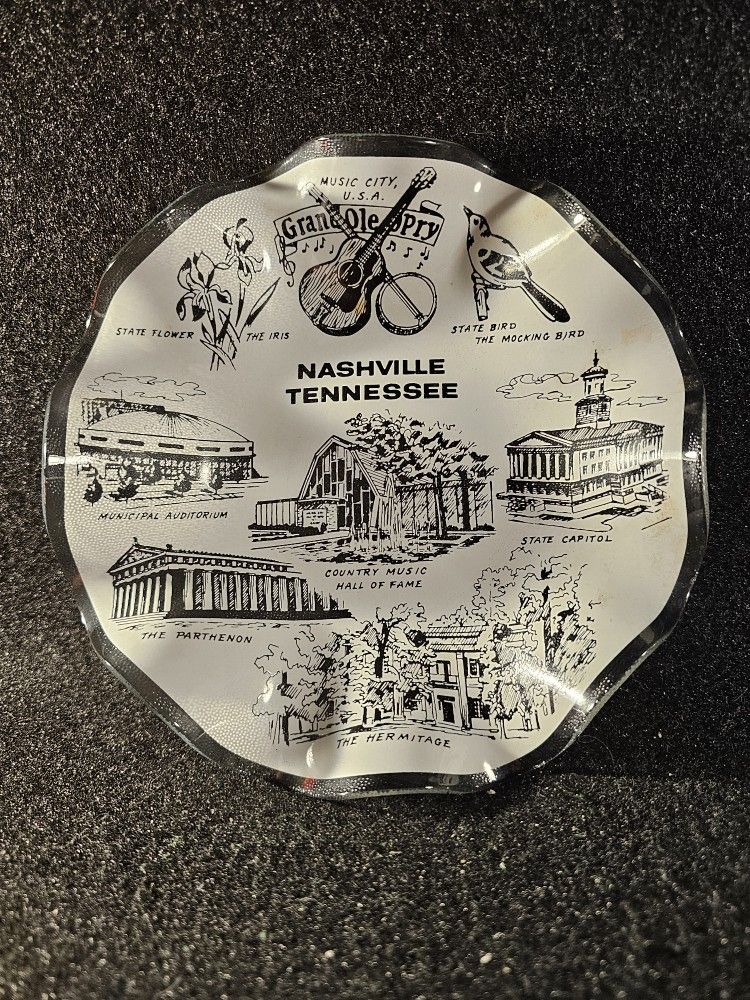 MUSIC CITY,
U.S.A.
Grand Ole Opry
STATE FLOWER THE IRIS
STATE BIRD
THE MOCKING BIRD
NASHVILLE
TENNESSEE
MUNICIPAL AUDITORIUM
COUNTRY MUSIC
HALL OF FAME
STATE CAPITOL
THE PARTHENON
THE HERMITAGE